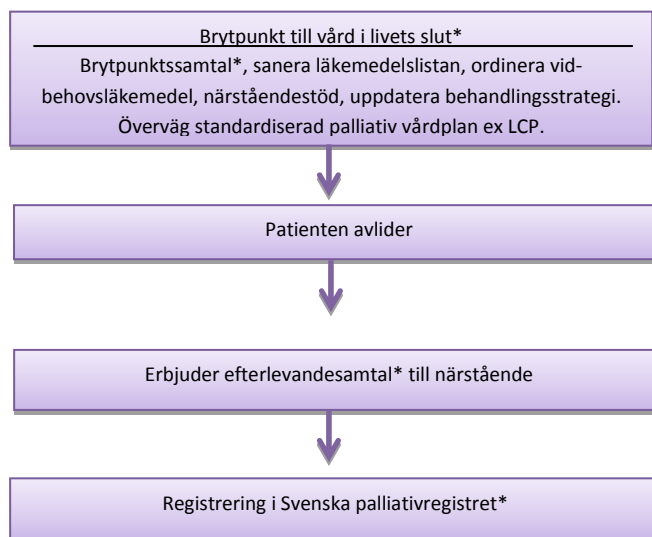 Brytpunkt till vård i livets slut*
Brytpunktssamtal*, sanera läkemedelslistan, ordinera vid-
behovsläkemedel, närståendestöd, uppdatera behandlingsstrategi.
Överväg standardiserad palliativ vårdplan ex LCP.
Patienten avlider
Erbjuder efterlevandesamtal* till närstående
Registrering i Svenska palliativregistret*